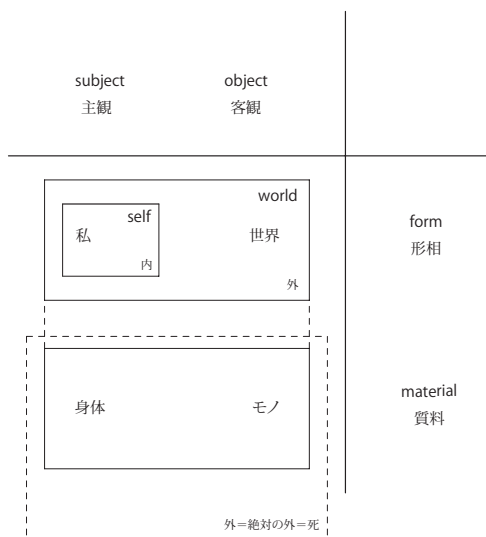 subject
主観
object
客観
world
self
私
世界
内
外
form
形相
身体
モノ
material
質料
外=絶対の外=死